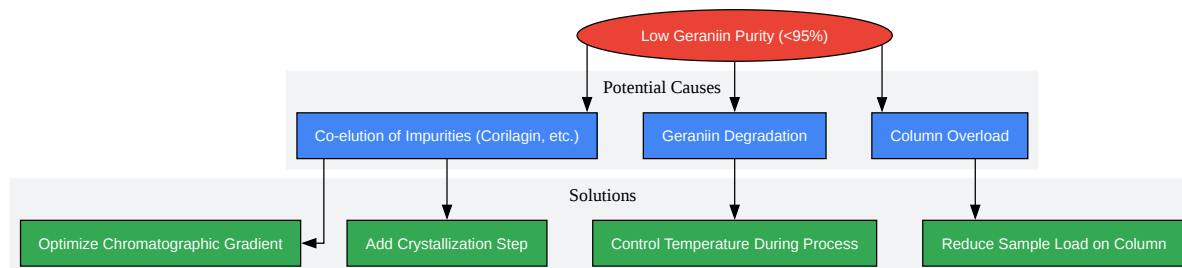 Low Geraniin Purity (<95%)
Potential Causes
Co-elution of Impurities (Corilagin, etc.)
Geraniin Degradation
Column Overload
Solutions
Optimize Chromatographic Gradient
Add Crystallization Step
Control Temperature During Process
Reduce Sample Load on Column